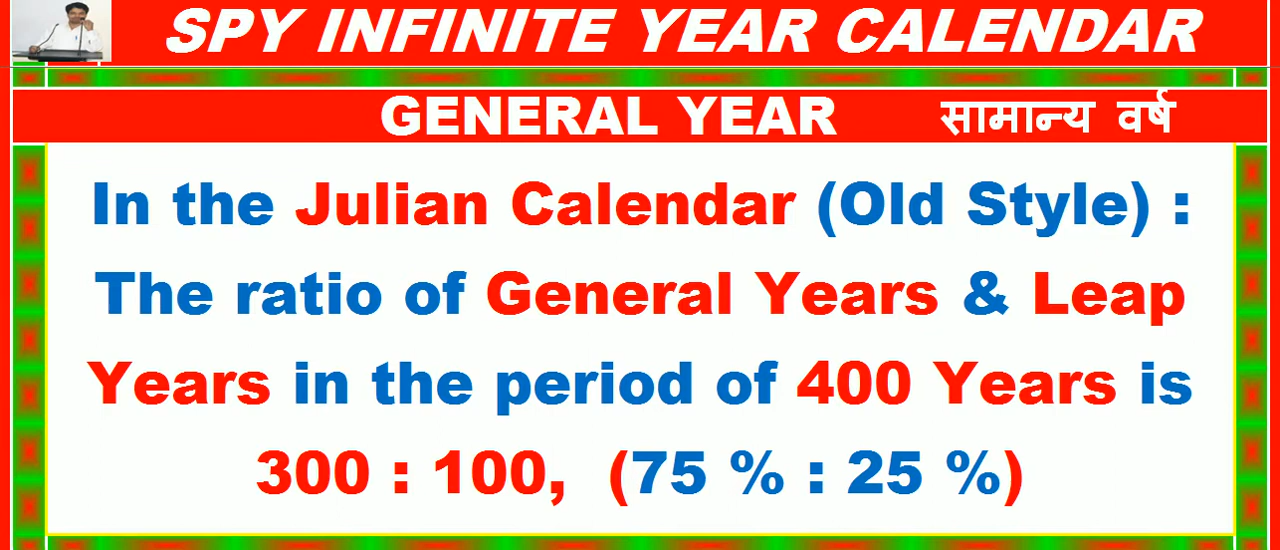 SPY INFINITE YEAR CALENDAR
GENERAL YEAR सामान्य वर्ष
In the Julian Calendar (Old Style) :
The ratio of General Years & Leap
Years in the period of 400 Years is
300 : 100, (75 % : 25 %)